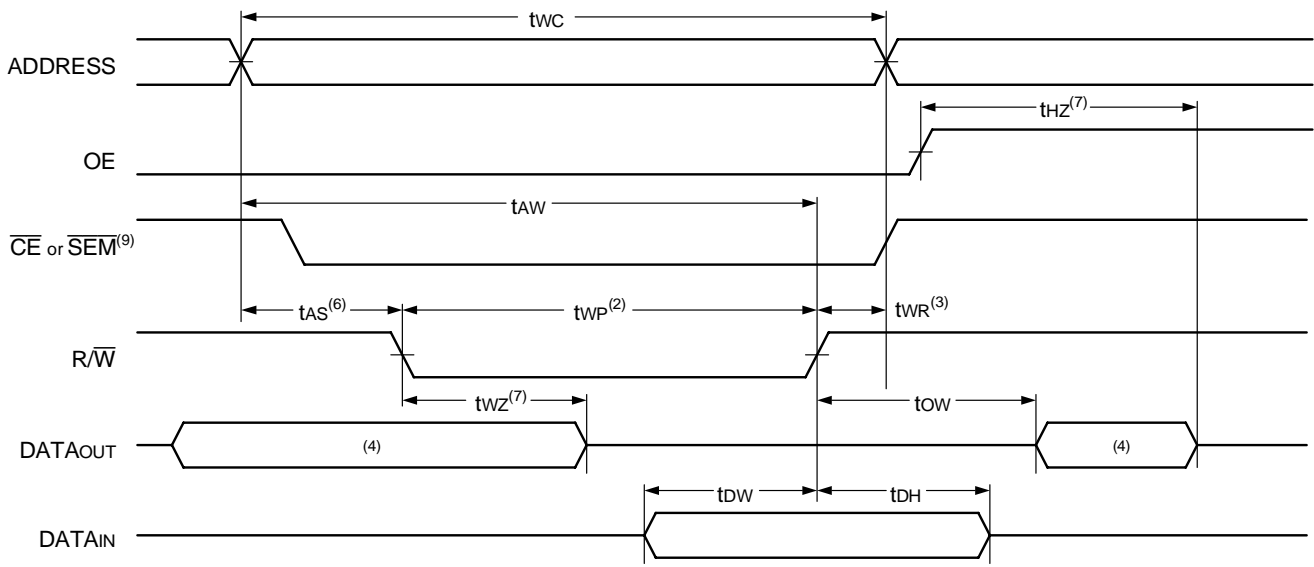 tWC
ADDRESS
tHZ(7)
OE
tAW
CE or SEM(9)
tAS(6) tWP(2) tWR(3)
R/W
tWZ(7) tOW
DATAOUT (4) (4)
tDW tDH
DATAIN